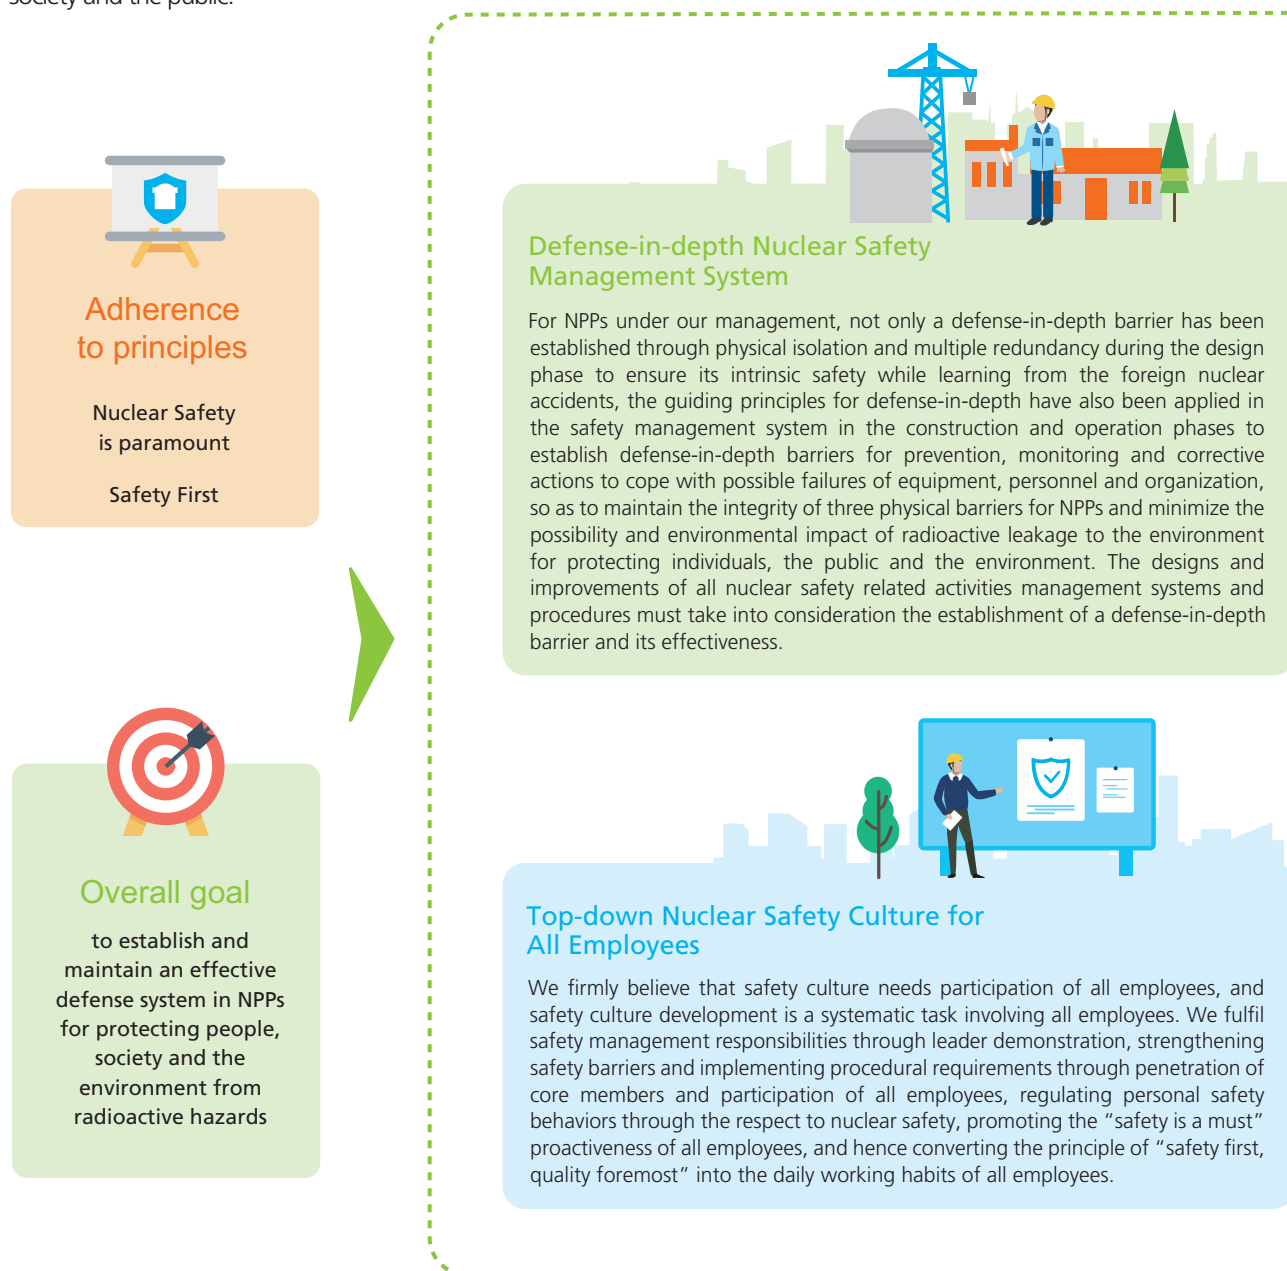 society and the public.
Adherence
to principles
Nuclear Safety
is paramount
Safety First
Overall goal
to establish and
maintain an effective
defense system in NPPs
for protecting people,
society and the
environment from
radioactive hazards
Defense-in-depth Nuclear Safety
Management System
For NPPs under our management, not only a defense-in-depth barrier has been
established through physical isolation and multiple redundancy during the design
phase to ensure its intrinsic safety while learning from the foreign nuclear
accidents, the guiding principles for defense-in-depth have also been applied in
the safety management system in the construction and operation phases to
establish defense-in-depth barriers for prevention, monitoring and corrective
actions to cope with possible failures of equipment, personnel and organization,
so as to maintain the integrity of three physical barriers for NPPs and minimize the
possibility and environmental impact of radioactive leakage to the environment
for protecting individuals, the public and the environment. The designs and
improvements of all nuclear safety related activities management systems and
procedures must take into consideration the establishment of a defense-in-depth
barrier and its effectiveness.
Top-down Nuclear Safety Culture for
All Employees
We firmly believe that safety culture needs participation of all employees, and
safety culture development is a systematic task involving all employees. We fulfil
safety management responsibilities through leader demonstration, strengthening
safety barriers and implementing procedural requirements through penetration of
core members and participation of all employees, regulating personal safety
behaviors through the respect to nuclear safety, promoting the “safety is a must”
proactiveness of all employees, and hence converting the principle of “safety first,
quality foremost” into the daily working habits of all employees.